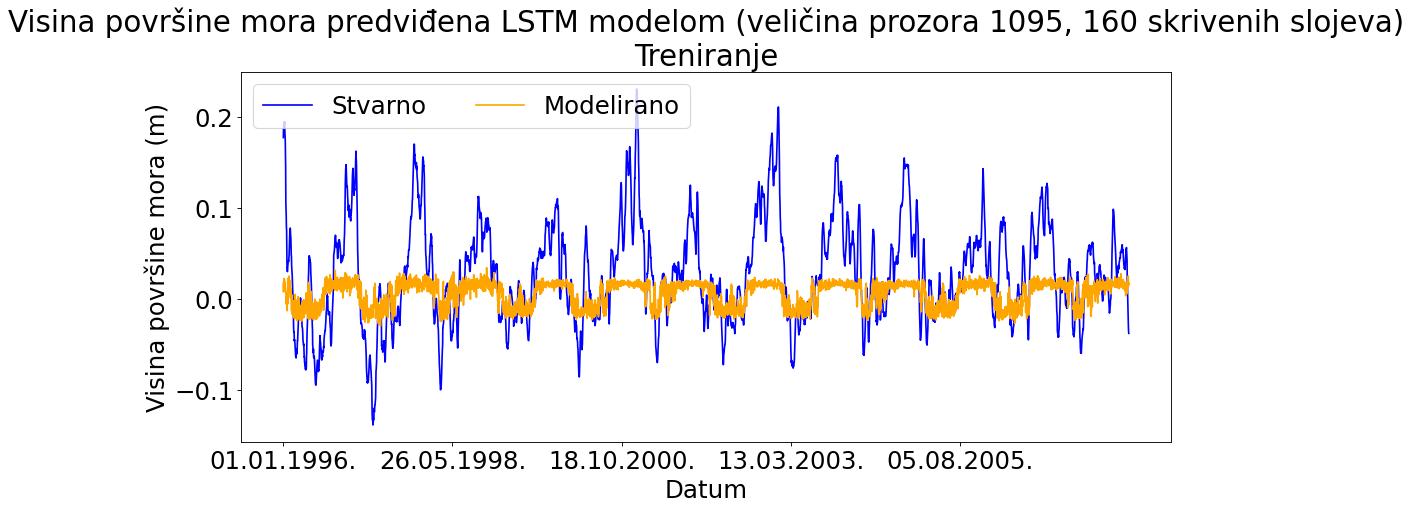 Visina površine mora predviđena LSTM modelom (veličina prozora 1095, 160 skrivenih slojeva)
Treniranje
Stvarno Modelirano
Visina površine mora (m)
0.2
0.1
0.0
−0.1
01.01.1996. 26.05.1998. 18.10.2000. 13.03.2003. 05.08.2005.
Datum